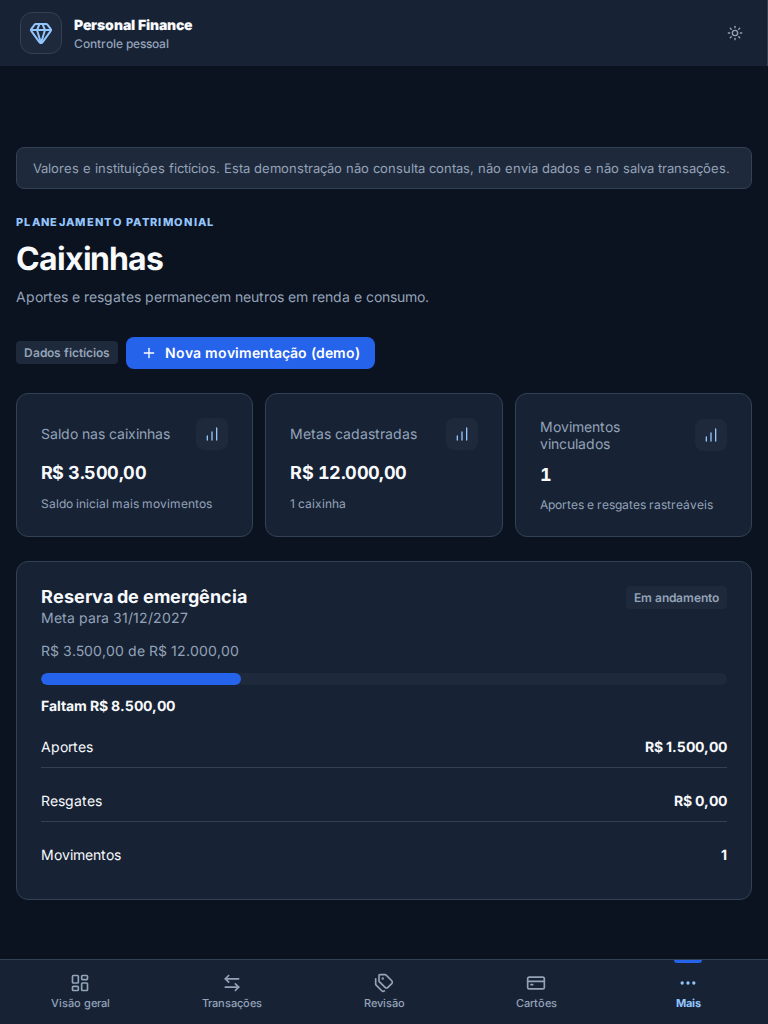 Personal Finance
Controle pessoal
Valores e instituições fictícios. Esta demonstração não consulta contas, não envia dados e não salva transações.
PLANEJAMENTO PATRIMONIAL
Caixinhas
Aportes e resgates permanecem neutros em renda e consumo.
Dados fictícios
Nova movimentação (demo)
Saldo nas caixinhas
R$ 3.500,00
Saldo inicial mais movimentos
Metas cadastradas
R$ 12.000,00
1 caixinha
Movimentos
vinculados
1
Aportes e resgates rastreáveis
Reserva de emergência
Em andamento
Meta para 31/12/2027
R$ 3.500,00 de R$ 12.000,00
Faltam R$ 8.500,00
Aportes R$ 1.500,00
Resgates R$ 0,00
Movimentos 1
Visão geral
Transações
Revisão
Cartões
Mais